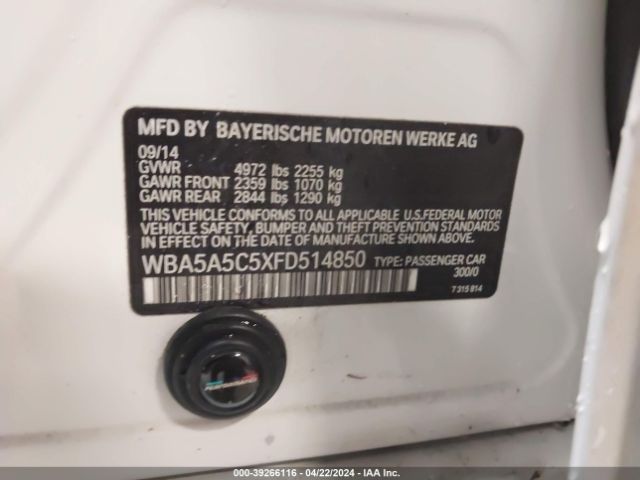 MFD BY BAYERISCHE MOTOREN WERKE AG
09/14
GVWR 4972 lbs 2255 kg
GAWR FRONT 2359 lbs 1070 kg
GAWR REAR 2844 lbs 1290 kg
THIS VEHICLE CONFORMS TO ALL APPLICABLE U.S.FEDERAL MOTOR
VEHICLE SAFETY, BUMPER AND THEFT PREVENTION STANDARDS
IN EFFECT ON THE DATE OF MANUFACTURE SHOWN ABOVE.
WBA5A5C5XFD514850 TYPE: PASSENGER CAR
300/0
7 315 814
PERFORMANCE
000-39266116 - 04/22/2024 - IAA Inc.